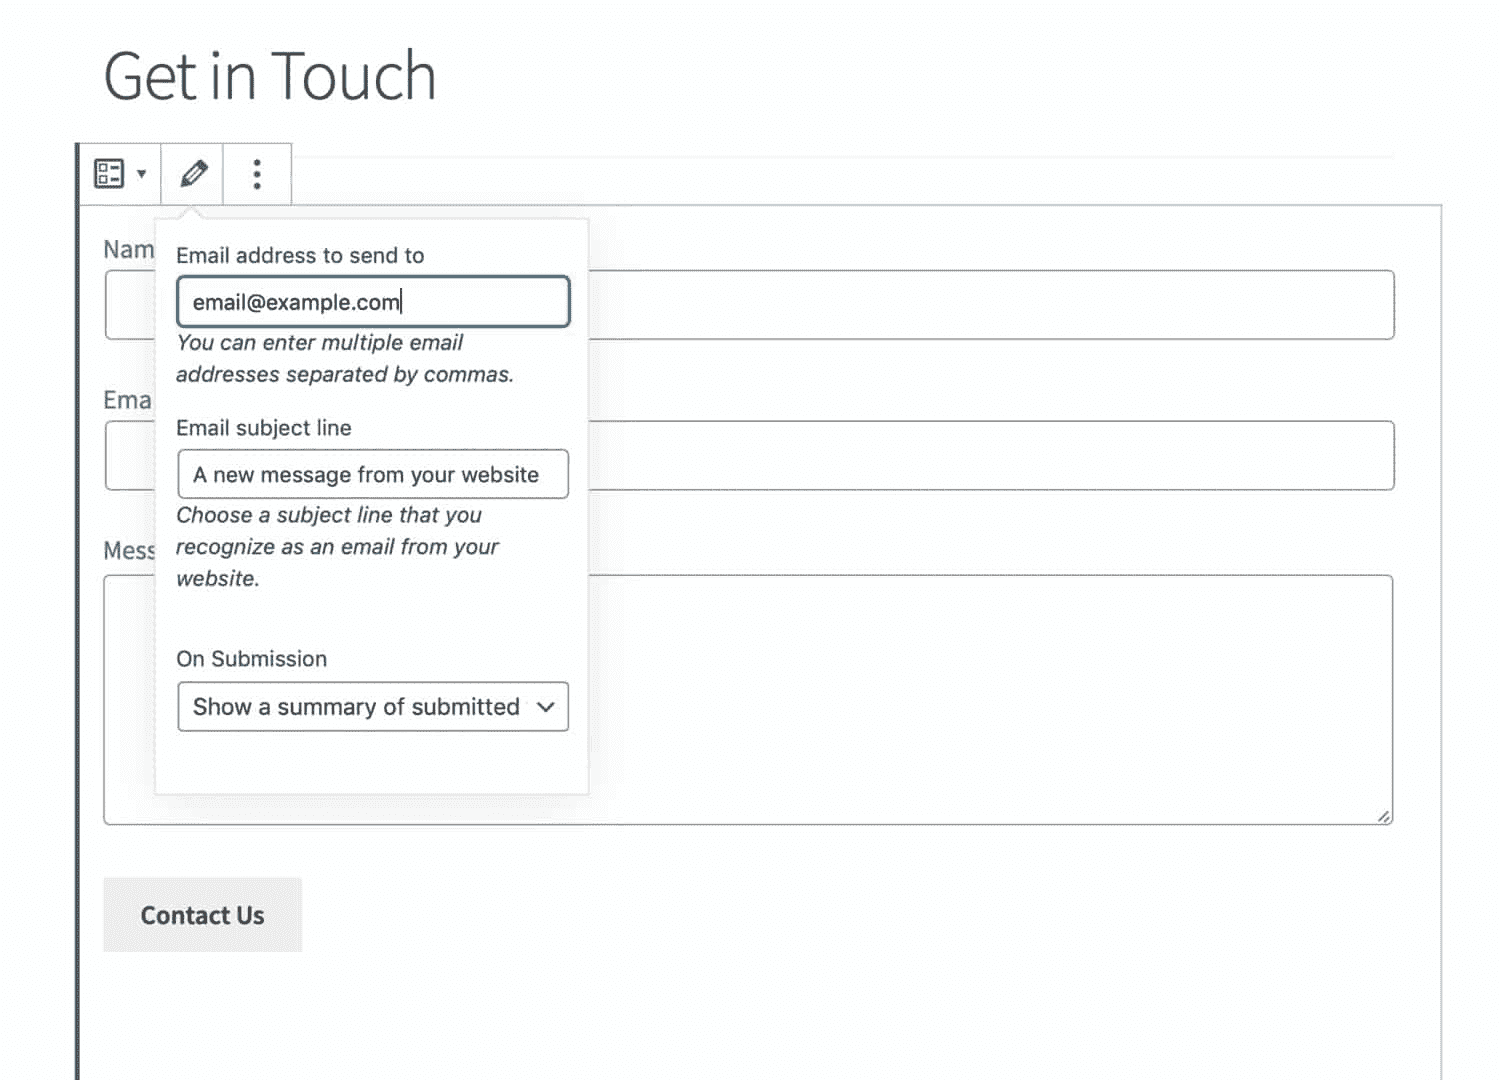 Get in Touch
Nam
Email address to send to
email@example.com
You can enter multiple email
addresses separated by commas.
Ema
Email subject line
A new message from your website
Choose a subject line that you
recognize as an email from your
website.
Mess
On Submission
Show a summary of submitted
Contact Us